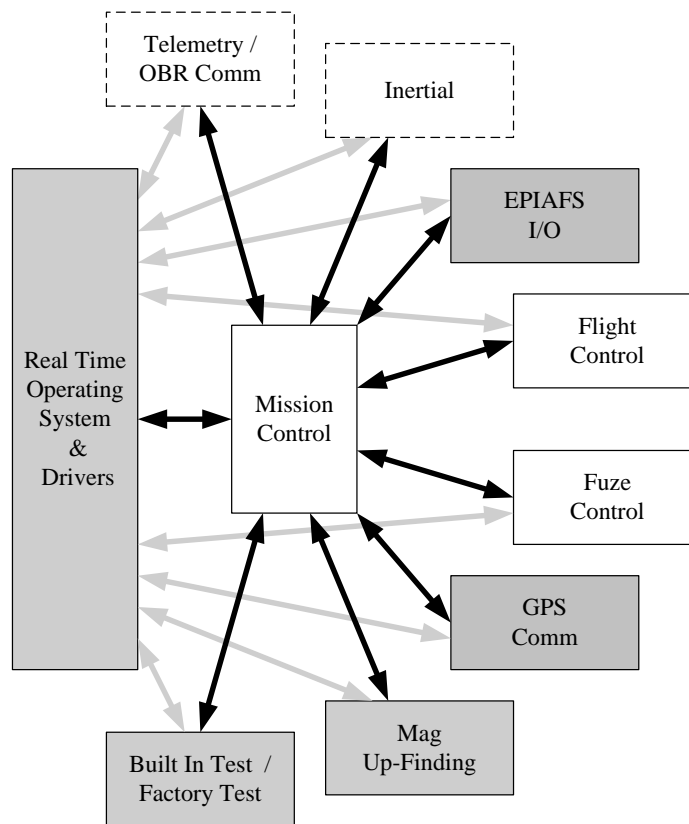 Telemetry /
OBR Comm
Inertial
EPIAFS
I/O
Flight
Control
Real Time
Operating
System
&
Drivers
Mission
Control
Fuze
Control
GPS
Comm
Mag
Up-Finding
Built In Test /
Factory Test